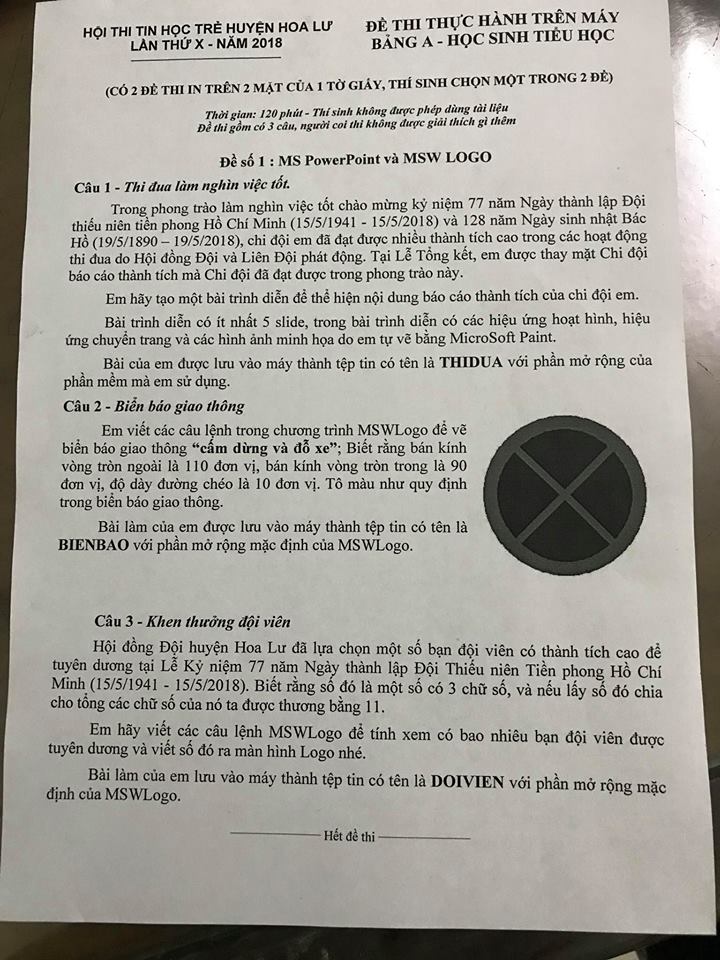 HỘI THI TIN HỌC TRẺ HUYỆN HOA LƯ
LẦN THỨ X - NĂM 2018
ĐỀ THI THỰC HÀNH TRÊN MÁY
BẢNG A - HỌC SINH TIỂU HỌC
(CÓ 2 ĐỀ THI IN TRÊN 2 MẶT CỦA 1 TỜ GIẤY, THÍ SINH CHỌN MỘT TRONG 2 ĐỀ)
Thời gian: 120 phút - Thí sinh không được phép dùng tài liệu
Đề thi gồm có 3 câu, người coi thi không được giải thích gì thêm
Đề số 1 : MS PowerPoint và MSW LOGO
Câu 1 - Thi đua làm nghìn việc tốt.
Trong phong trào làm nghìn việc tốt chào mừng kỷ niệm 77 năm Ngày thành lập Đội
thiếu niên tiền phong Hồ Chí Minh (15/5/1941 - 15/5/2018) và 128 năm Ngày sinh nhật Bác
Hồ (19/5/1890 – 19/5/2018), chi đội em đã đạt được nhiều thành tích cao trong các hoạt động
thi đua do Hội đồng Đội và Liên Đội phát động. Tại Lễ Tổng kết, em được thay mặt Chi đội
báo cáo thành tích mà Chi đội đã đạt được trong phong trào này.
Em hãy tạo một bài trình diễn để thể hiện nội dung báo cáo thành tích của chi đội em.
Bài trình diễn có ít nhất 5 slide, trong bài trình diễn có các hiệu ứng hoạt hình, hiệu
ứng chuyển trang và các hình ảnh minh họa do em tự vẽ bằng MicroSoft Paint.
Bài của em được lưu vào máy thành tệp tin có tên là THIDUA với phần mở rộng của
phần mềm mà em sử dụng.
Câu 2 - Biển báo giao thông
Em viết các câu lệnh trong chương trình MSWLogo để vẽ
biển báo giao thông “cấm dừng và đỗ xe”; Biết rằng bán kính
vòng tròn ngoài là 110 đơn vị, bán kính vòng tròn trong là 90
đơn vị, độ dày đường chéo là 10 đơn vị. Tô màu như quy định
trong biển báo giao thông.
Bài làm của em được lưu vào máy thành tệp tin có tên là
BIENBAO với phần mở rộng mặc định của MSWLogo.
Câu 3 - Khen thưởng đội viên
Hội đồng Đội huyện Hoa Lư đã lựa chọn một số bạn đội viên có thành tích cao để
tuyên dương tại Lễ Kỷ niệm 77 năm Ngày thành lập Đội Thiếu niên Tiền phong Hồ Chí
Minh (15/5/1941 - 15/5/2018). Biết rằng số đó là một số có 3 chữ số, và nếu lấy số đó chia
cho tổng các chữ số của nó ta được thương bằng 11.
Em hãy viết các câu lệnh MSWLogo để tính xem có bao nhiêu bạn đội viên được
tuyên dương và viết số đó ra màn hình Logo nhé.
Bài làm của em lưu vào máy thành tệp tin có tên là DOIVIEN với phần mở rộng mặc
định của MSWLogo.
Hết đề thi